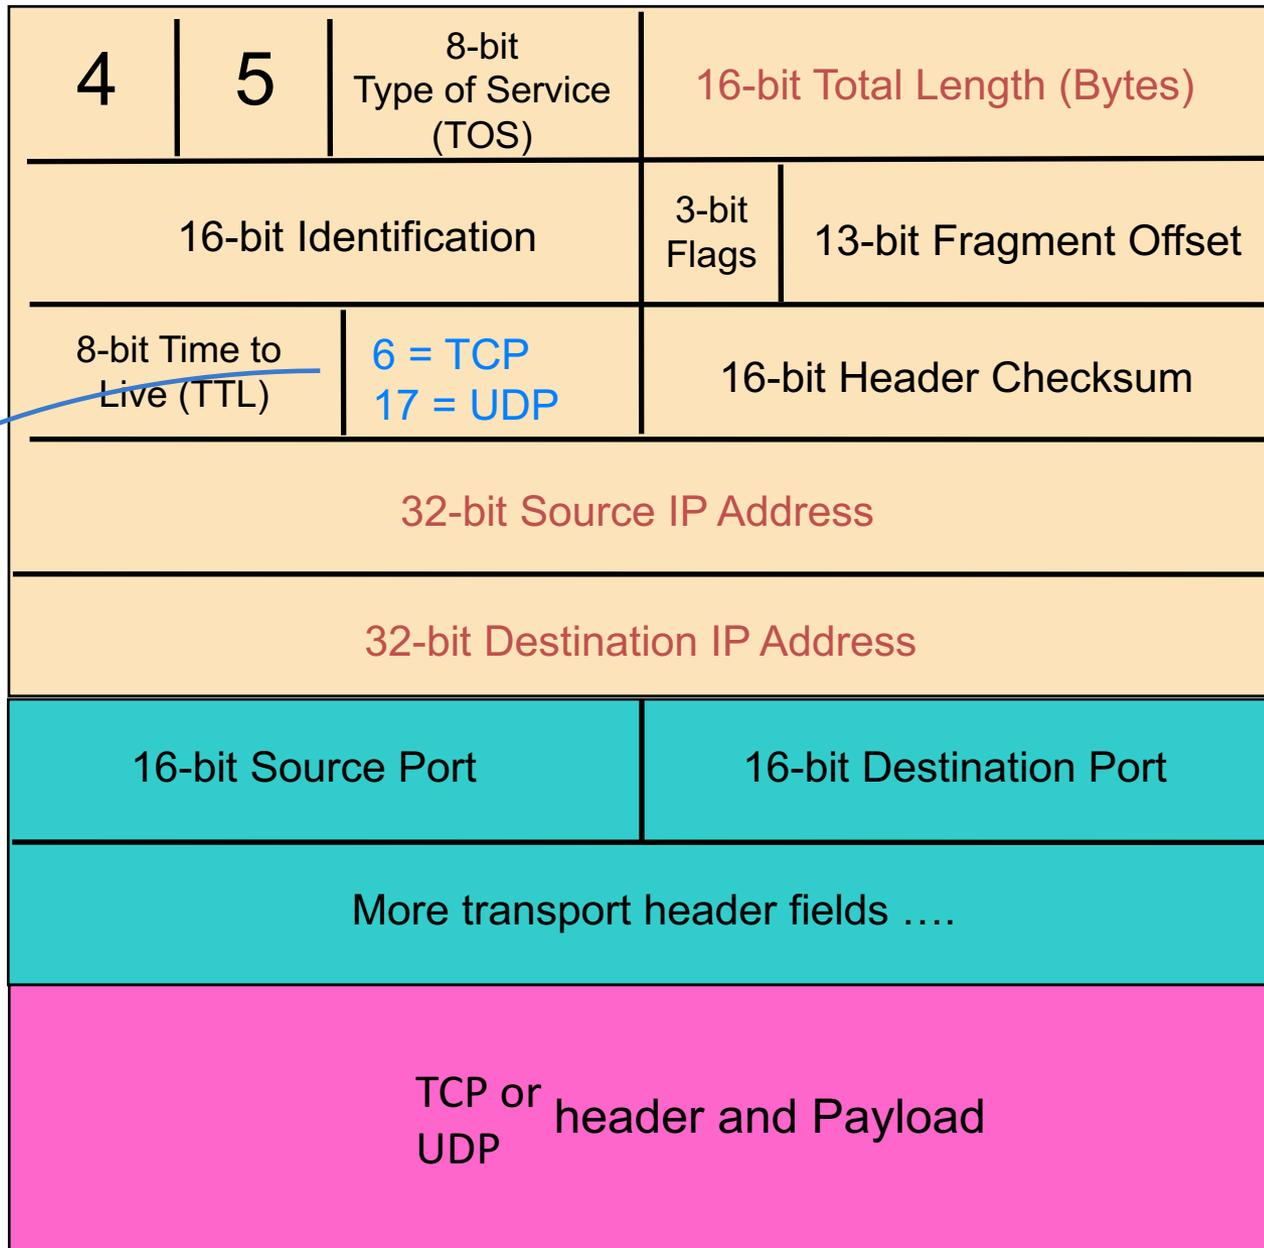 4
5
8-bit
Type of Service
(TOS)
16-bit Total Length (Bytes)
16-bit Identification
3-bit
Flags
13-bit Fragment Offset
8-bit Time to
Live (TTL)
6 = TCP
17 = UDP
16-bit Header Checksum
32-bit Source IP Address
32-bit Destination IP Address
16-bit Source Port
16-bit Destination Port
More transport header fields ….
TCP or
UDP
header and Payload